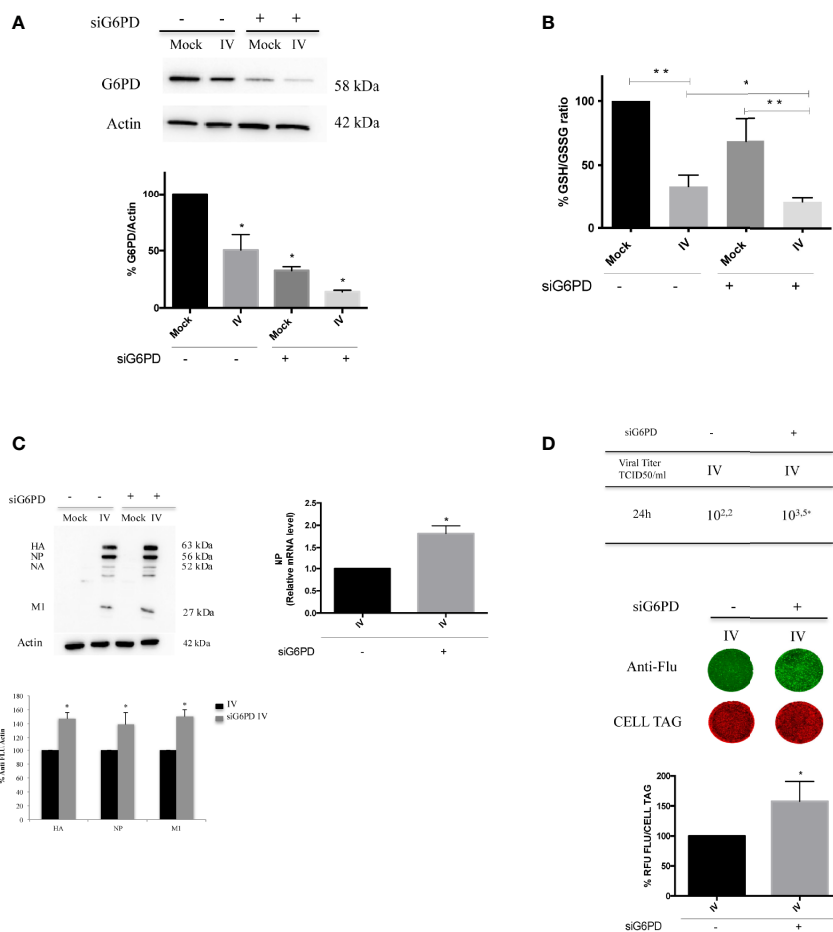 A
siG6PD - - + +
Mock IV Mock IV
G6PD 58 kDa
Actin 42 kDa
% G6PD/Actin
100
50
0
Mock IV Mock IV
siG6PD - - + +
* * *
B
% GSH/GSSG ratio
100
50
0
** * **
Mock IV Mock IV
siG6PD - - + +
C
siG6PD - - + +
Mock IV Mock IV
HA 63 kDa
NP 56 kDa
NA 52 kDa
M1 27 kDa
Actin 42 kDa
NP
(Relative mRNA level)
2.5
2.0
1.5
1.0
0.5
0.0
*
IV IV
siG6PD - +
% Anti FLU/Actin
180
160
140
120
100
80
60
40
20
0
* * *
HA NP M1
IV
siG6PD IV
D
siG6PD - +
Viral Titer
TCID50/ml IV IV
24h 10^2,2 10^3,5*
siG6PD - +
IV IV
Anti-Flu
CELL TAG
% RFU FLU/CELL TAG
200
150
100
50
0
*
IV IV
siG6PD - +